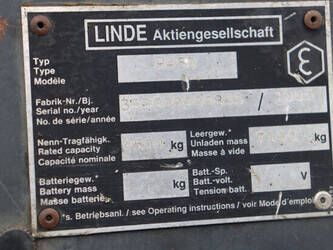 LINDE Aktiengesellschaft
Typ
Type
Modèle
Fabrik-Nr./Bj.
Serial no./year
No. de série/année
/
Nenn-Tragfähigk.
Rated capacity
Capacité nominale
kg
Leergew.*
Unladen mass
Masse à vide
kg
Batteriegew.*
Battery mass
Masse batterie
kg
Batt.-Sp.
Batt.-volt.
Tension batt.
V
*s. Betriebsanl. / see Operating instructions / voir Mode d'emploi